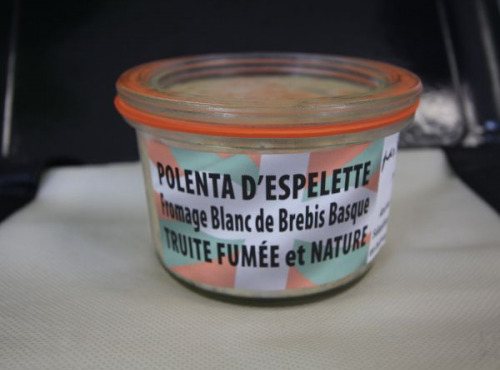 POLENTA D'ESPELETTE
Fromage Blanc de Brebis Basque
TRUITE FUMÉE et NATURE